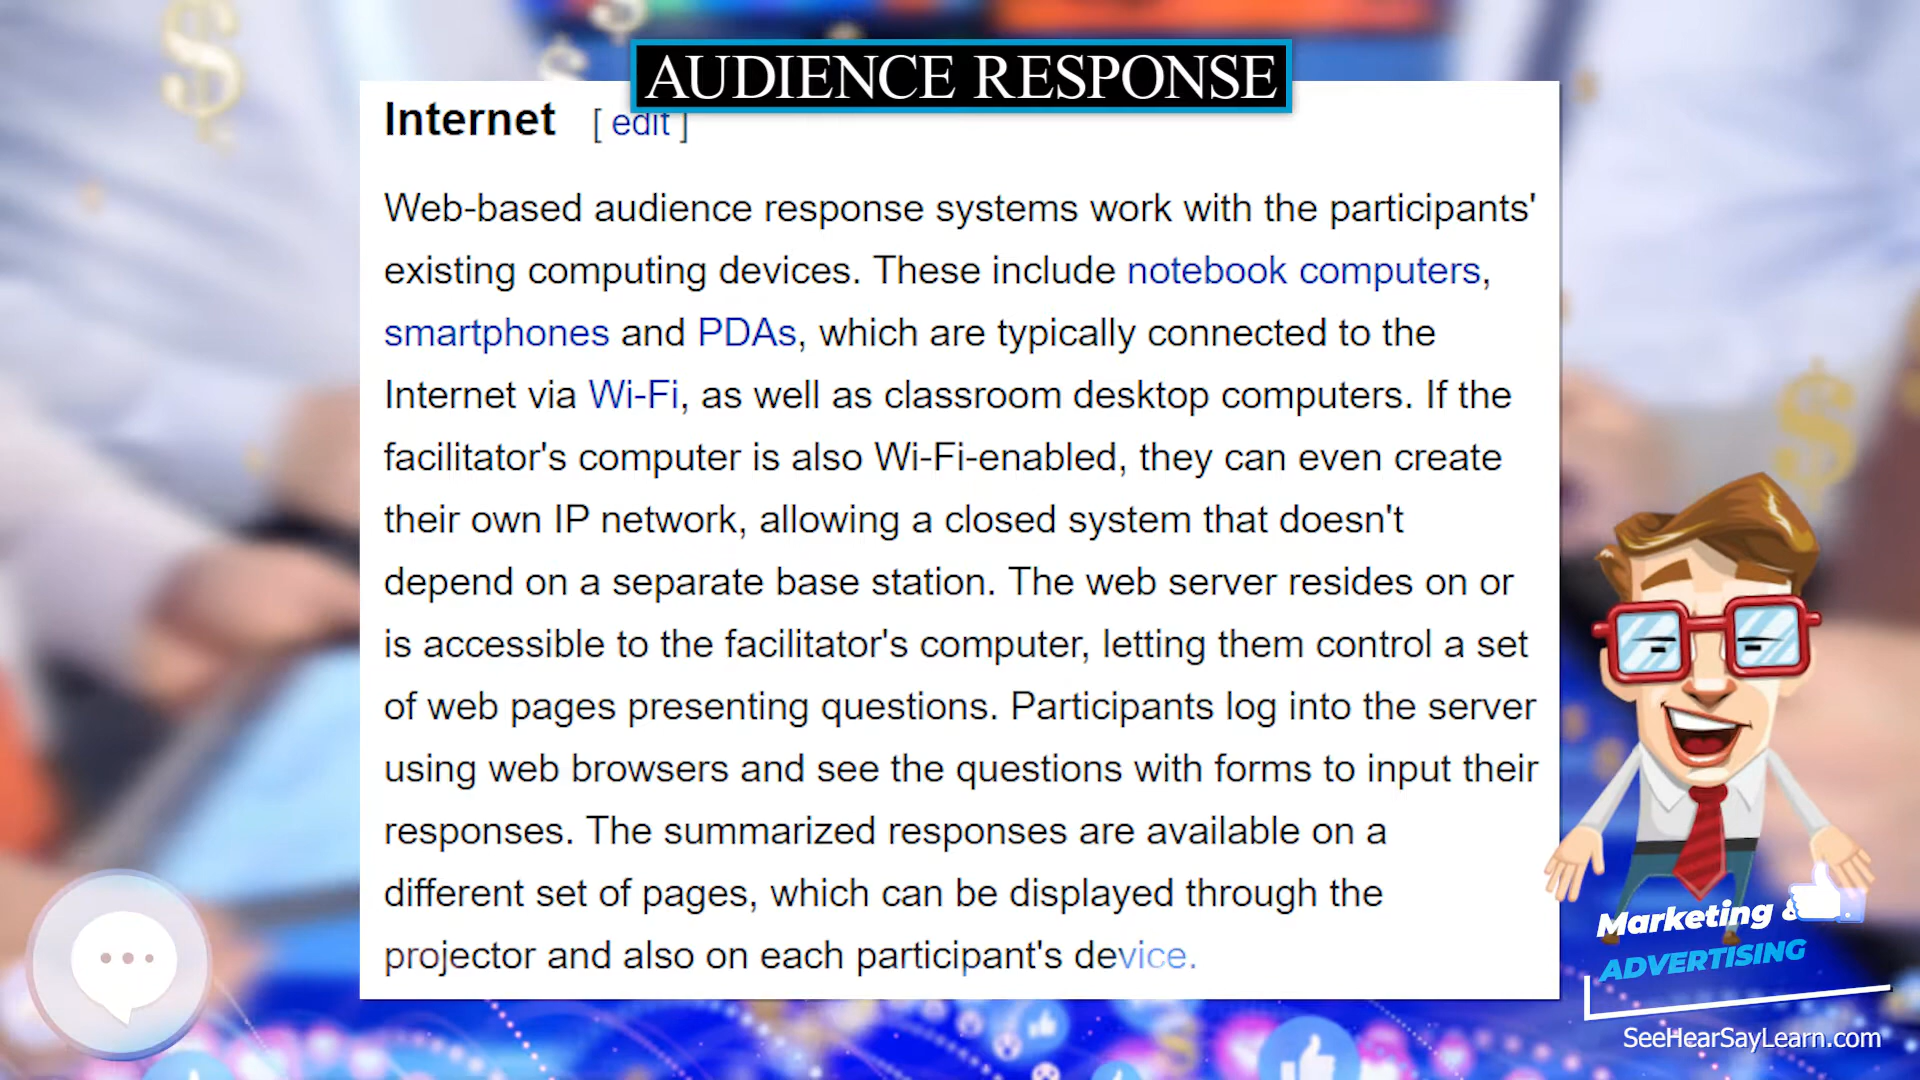 AUDIENCE RESPONSE
Internet [ edit ]
Web-based audience response systems work with the participants'
existing computing devices. These include notebook computers,
smartphones and PDAs, which are typically connected to the
Internet via Wi-Fi, as well as classroom desktop computers. If the
facilitator's computer is also Wi-Fi-enabled, they can even create
their own IP network, allowing a closed system that doesn't
depend on a separate base station. The web server resides on or
is accessible to the facilitator's computer, letting them control a set
of web pages presenting questions. Participants log into the server
using web browsers and see the questions with forms to input their
responses. The summarized responses are available on a
different set of pages, which can be displayed through the
projector and also on each participant's device.
Marketing &
ADVERTISING
SeeHearSayLearn.com